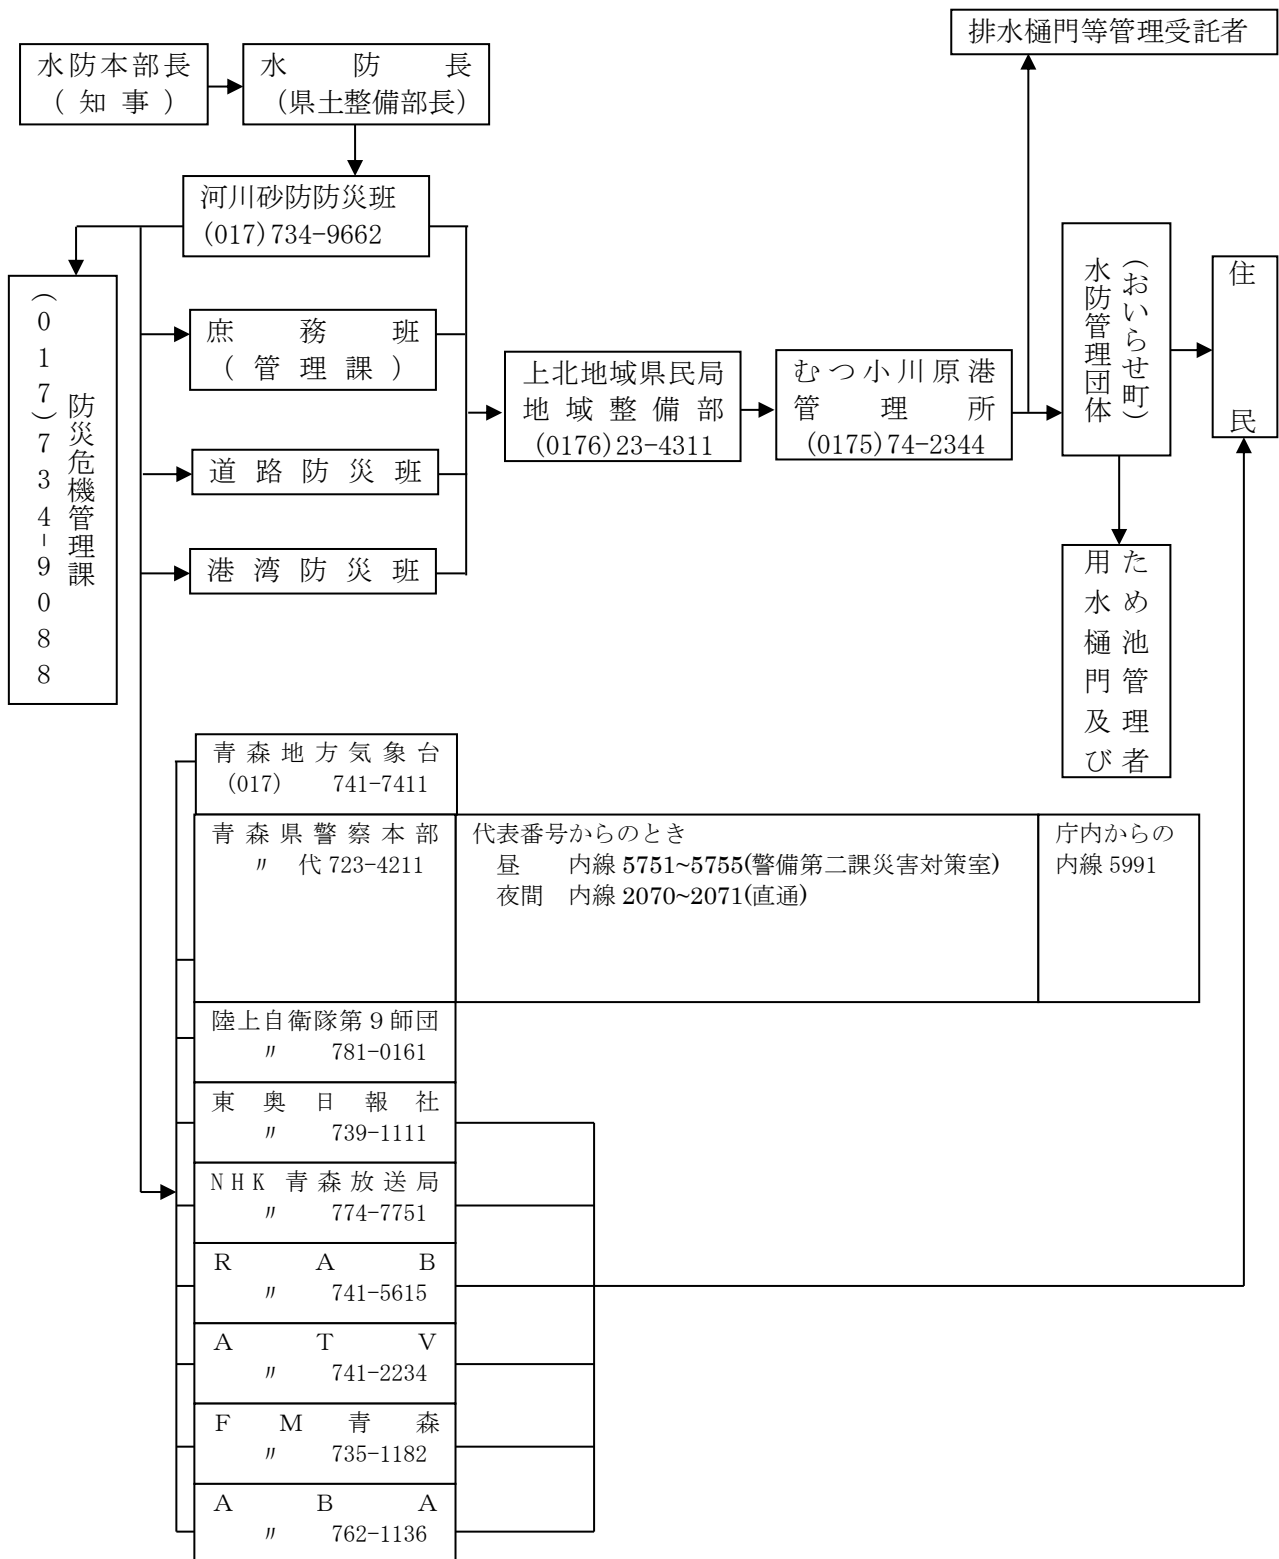 排水樋門等管理受託者
水防本部長
(知事)
水防長
(県土整備部長)
河川砂防防災班
(017)734-9662
防災危機管理課
(017)734-9088
庶務班
(管理課)
道路防災班
港湾防災班
上北地域県民局
地域整備部
(0176)23-4311
むつ小川原港
管理所
(0175)74-2344
(おいらせ町)
水防管理団体
住民
用水樋門及び
ため池管理者
青森地方気象台
(017) 741-7411
青森県警察本部
〃 代 723-4211
代表番号からのとき
昼 内線 5751~5755(警備第二課災害対策室)
夜間 内線 2070~2071(直通)
庁内からの
内線 5991
陸上自衛隊第9師団
〃 781-0161
東奥日報社
〃 739-1111
NHK 青森放送局
〃 774-7751
RAB
〃 741-5615
ATV
〃 741-2234
FM青森
〃 735-1182
ABA
〃 762-1136